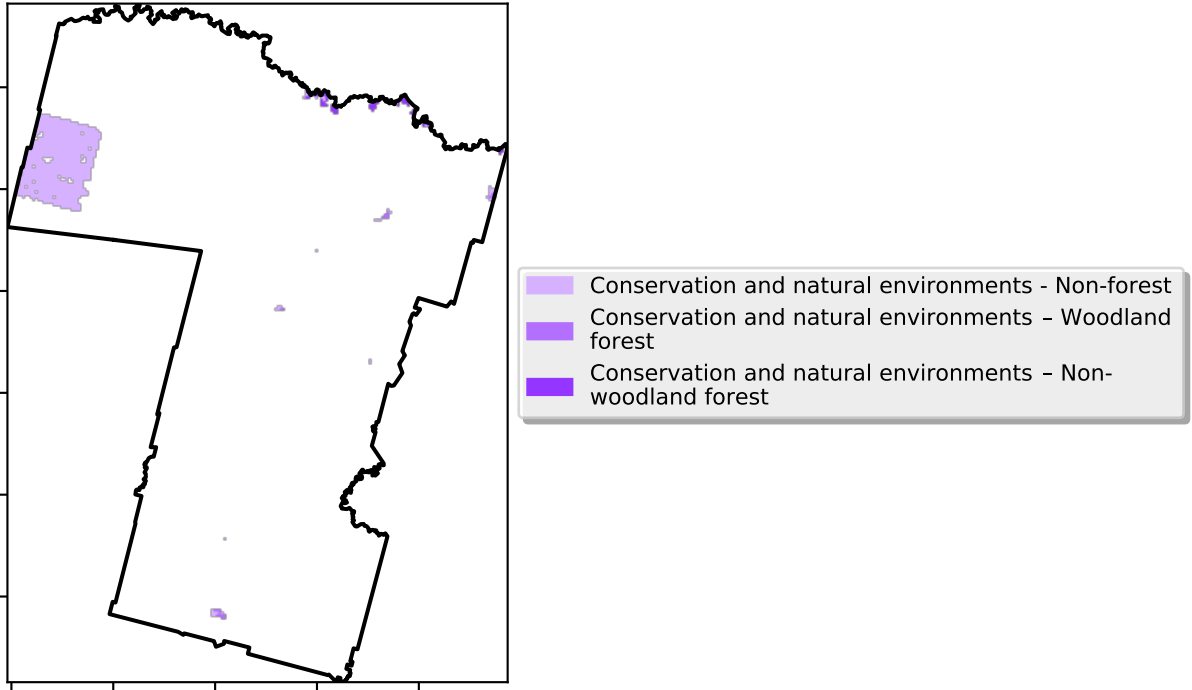 Conservation and natural environments - Non-forest
Conservation and natural environments – Woodland
forest
Conservation and natural environments – Non-
woodland forest